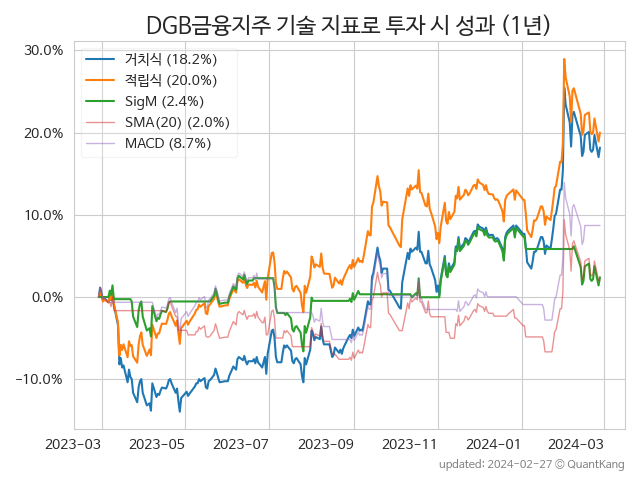 DGB금융지주 기술 지표로 투자 시 성과 (1년)
30.0%
20.0%
10.0%
0.0%
−10.0%
거치식 (18.2%)
적립식 (20.0%)
SigM (2.4%)
SMA(20) (2.0%)
MACD (8.7%)
2023-03 2023-05 2023-07 2023-09 2023-11 2024-01 2024-03
updated: 2024-02-27 © QuantKang